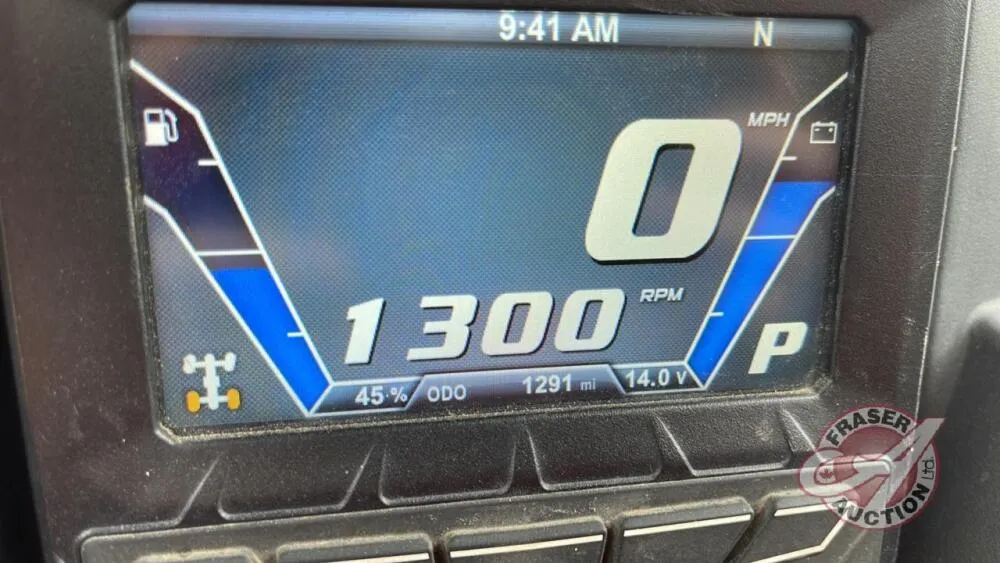 9:41 AM N
0 MPH
1300 RPM
P
45 % ODO 1291 mi 14.0 V
FRASER
AUCTION Ltd.